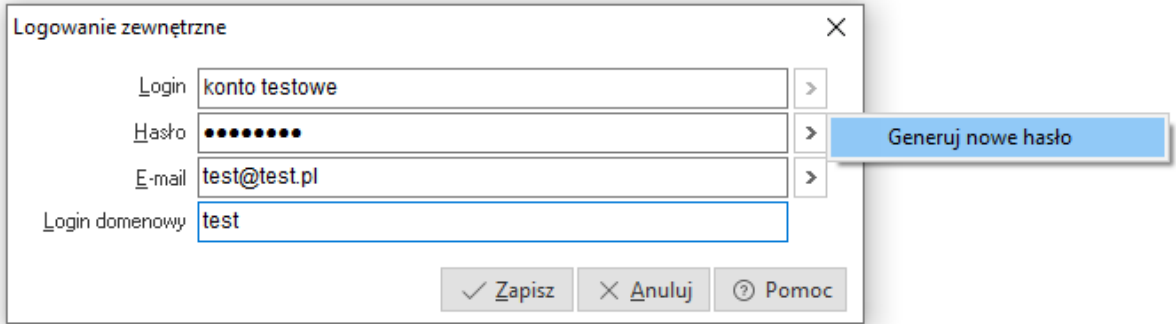 Logowanie zewnętrzne
Login konto testowe >
Hasło ●●●●●●●● > Generuj nowe hasło
E-mail test@test.pl >
Login domenowy test
Zapisz Anuluj Pomoc